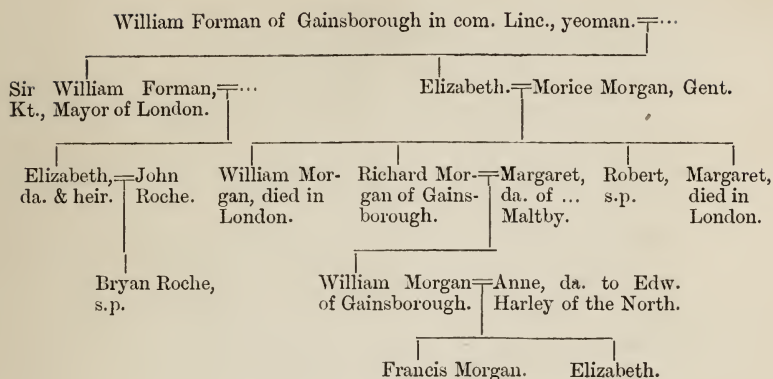 William Forman of Gainsborough in com. Linc., yeoman.=...
Sir William Forman,=...
Kt., Mayor of London.
Elizabeth.=Morice Morgan, Gent.
Elizabeth,=John
da. & heir. Roche.
William Mor-
gan, died in
London.
Richard Mor-=Margaret,
gan of Gains- da. of ...
borough. Maltby.
Robert,
s.p.
Margaret,
died in
London.
Bryan Roche,
s.p.
William Morgan=Anne, da. to Edw.
of Gainsborough. Harley of the North.
Francis Morgan. Elizabeth.